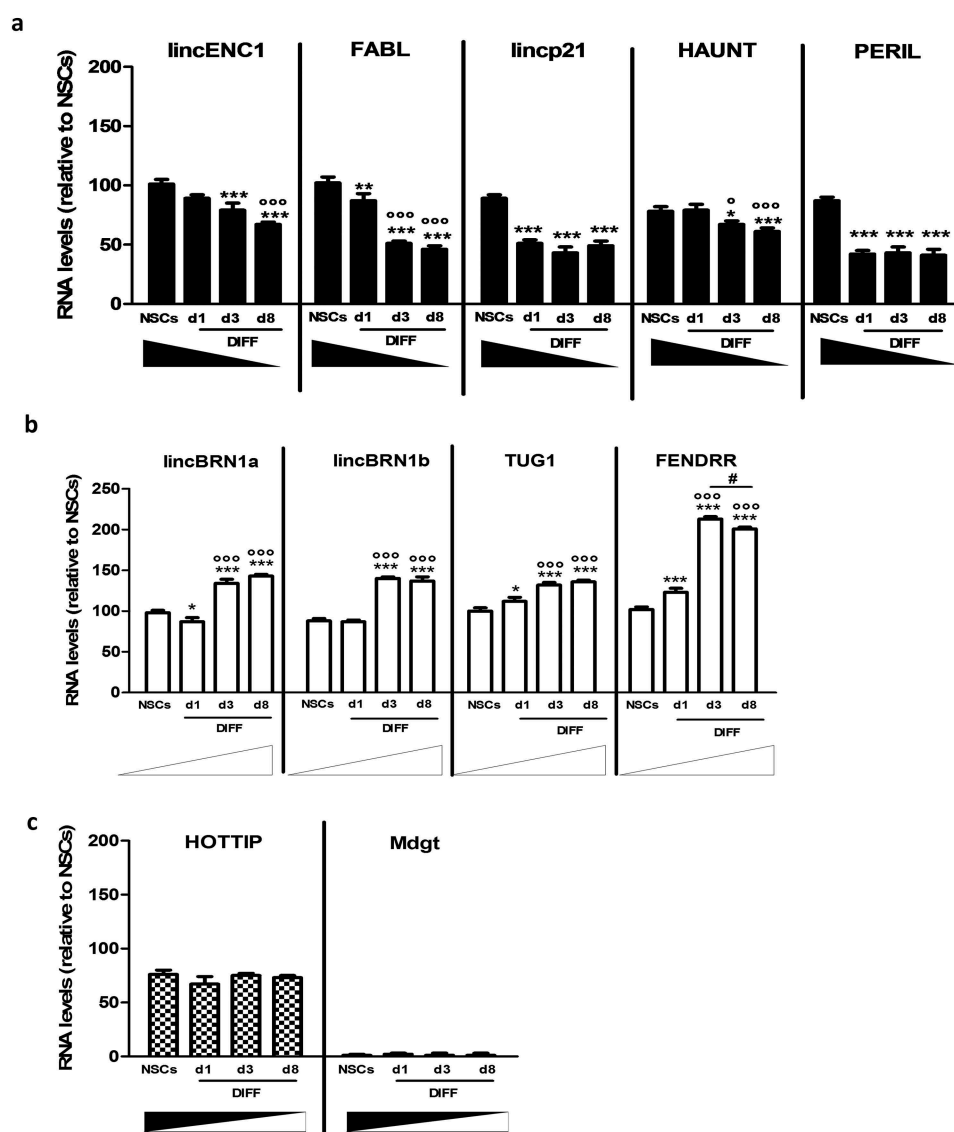 a
lincENC1 FABL lincp21 HAUNT PERIL
RNA levels (relative to NSCs)
200
150
100
50
0
*** °°° ***
** °°° *** °°° ***
*** *** ***
° * °°° ***
*** *** ***
NSCs d1 d3 d8 NSCs d1 d3 d8 NSCs d1 d3 d8 NSCs d1 d3 d8 NSCs d1 d3 d8
DIFF DIFF DIFF DIFF DIFF
b
lincBRN1a lincBRN1b TUG1 FENDRR
RNA levels (relative to NSCs)
250
200
150
100
50
0
* °°° *** °°° ***
°°° *** °°° ***
* °°° *** °°° ***
*** °°° *** # °°° ***
NSCs d1 d3 d8 NSCs d1 d3 d8 NSCs d1 d3 d8 NSCs d1 d3 d8
DIFF DIFF DIFF DIFF
c
HOTTIP Mdgt
RNA levels (relative to NSCs)
200
150
100
50
0
NSCs d1 d3 d8 NSCs d1 d3 d8
DIFF DIFF